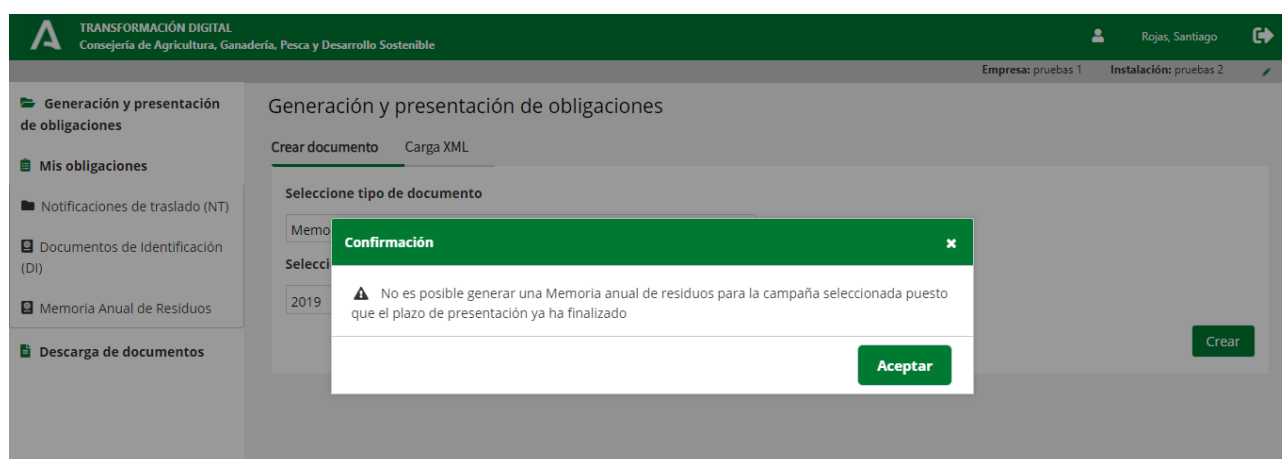 TRANSFORMACIÓN DIGITAL
Consejería de Agricultura, Ganadería, Pesca y Desarrollo Sostenible
Rojas, Santiago
Empresa: pruebas 1 Instalación: pruebas 2
Generación y presentación
de obligaciones
Mis obligaciones
Notificaciones de traslado (NT)
Documentos de Identificación
(DI)
Memoria Anual de Residuos
Descarga de documentos
Generación y presentación de obligaciones
Crear documento Carga XML
Seleccione tipo de documento
Memo
Selecci
2019
Confirmación
No es posible generar una Memoria anual de residuos para la campaña seleccionada puesto
que el plazo de presentación ya ha finalizado
Aceptar
Crear